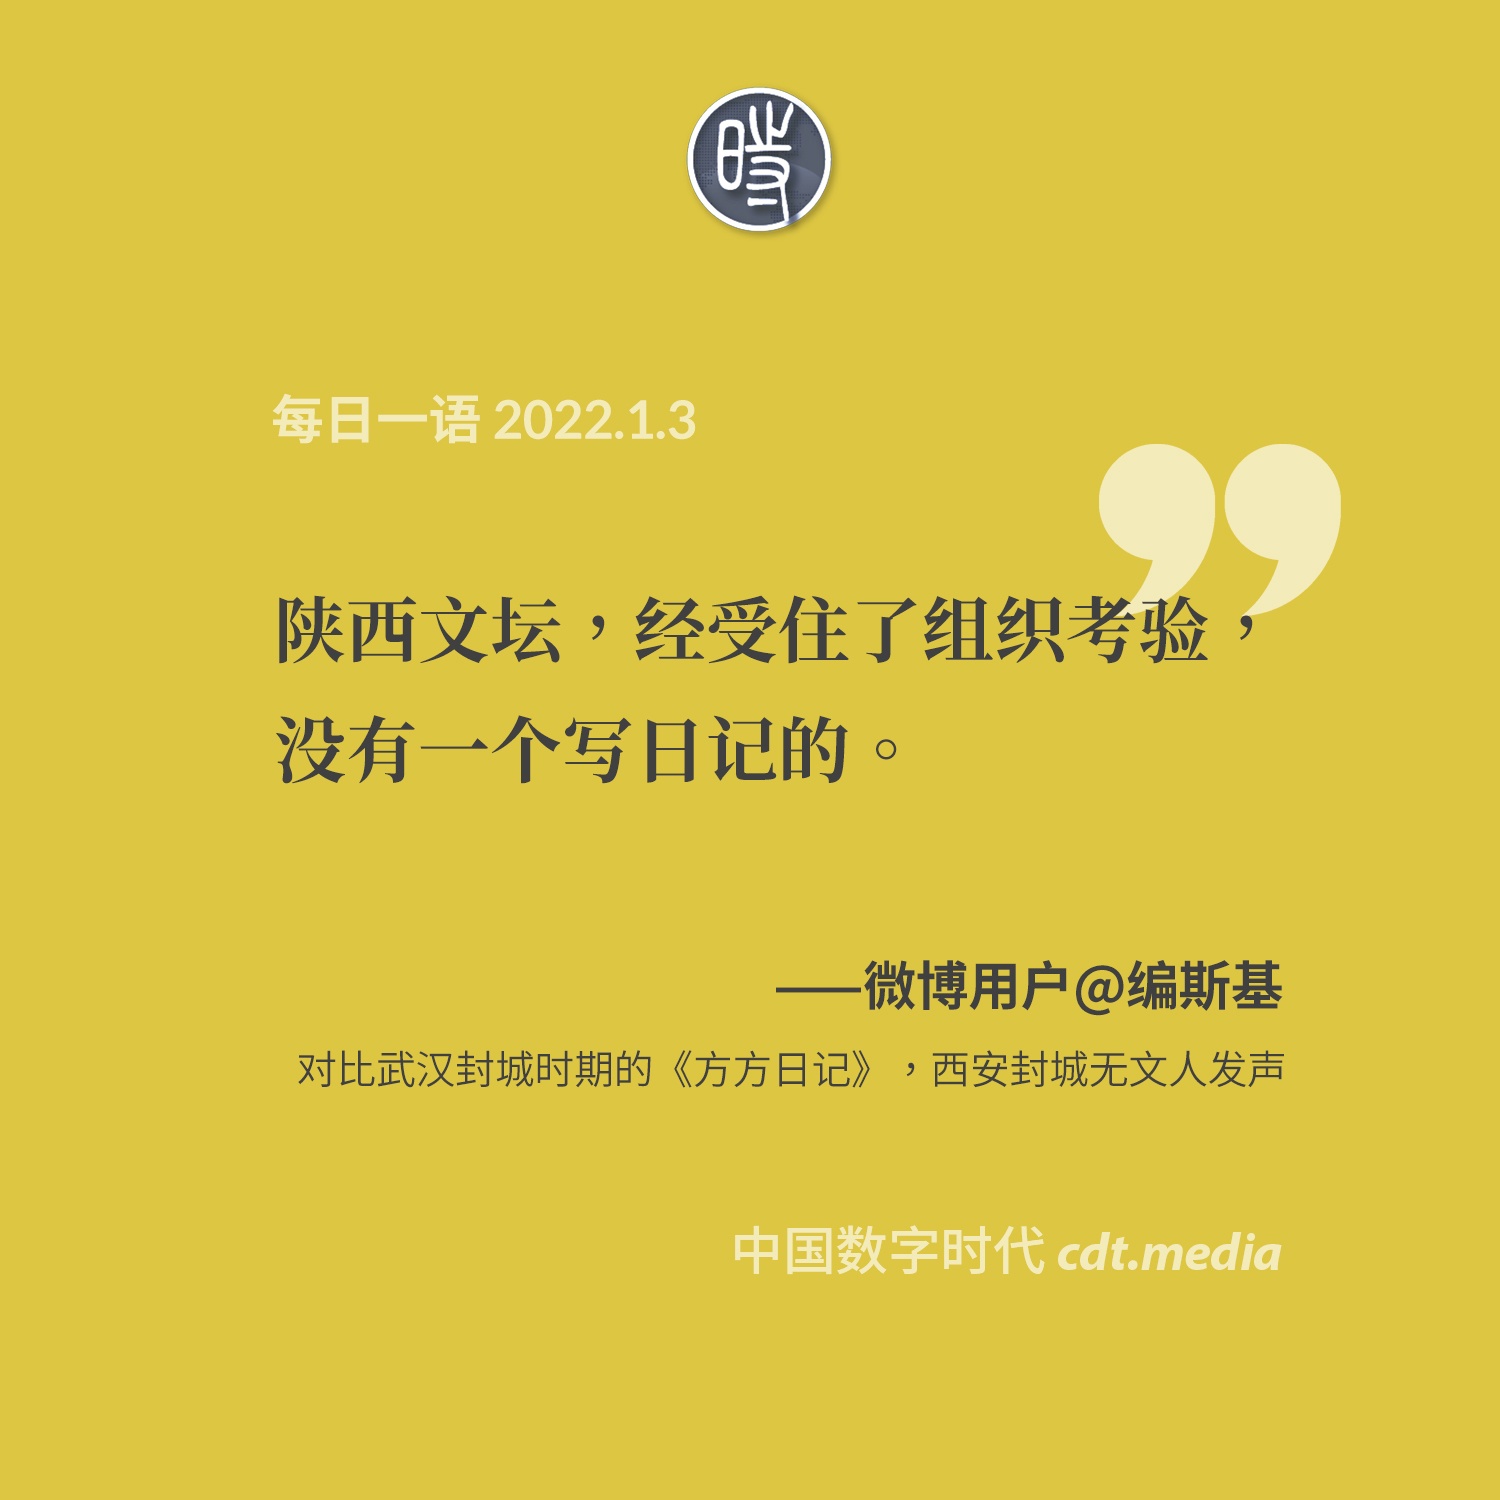 時
每日一语 2022.1.3
陕西文坛，经受住了组织考验，
没有一个写日记的。
——微博用户@编斯基
对比武汉封城时期的《方方日记》，西安封城无文人发声
中国数字时代 cdt.media